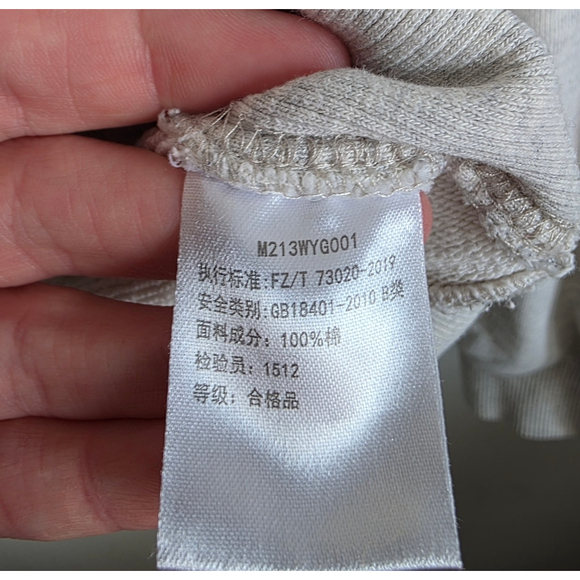 M213WYG001
执行标准:FZ/T 73020-2019
安全类别:GB18401-2010 B类
面料成分: 100%棉
检验员: 1512
等级: 合格品